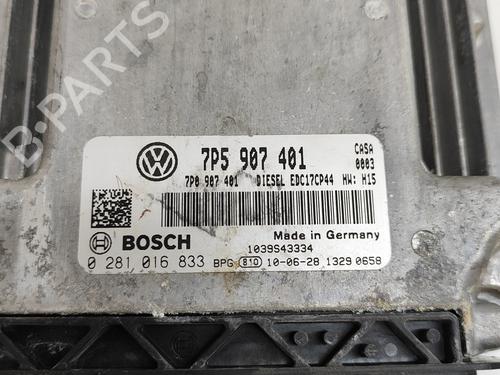 B-Parts
7P5 907 401
CASA
0003
7P0 907 401 DIESEL EDC17CP44 HW: H15
BOSCH
Made in Germany
1039S43334
0 281 016 833 BPG 810 10-06-28 1329 0658